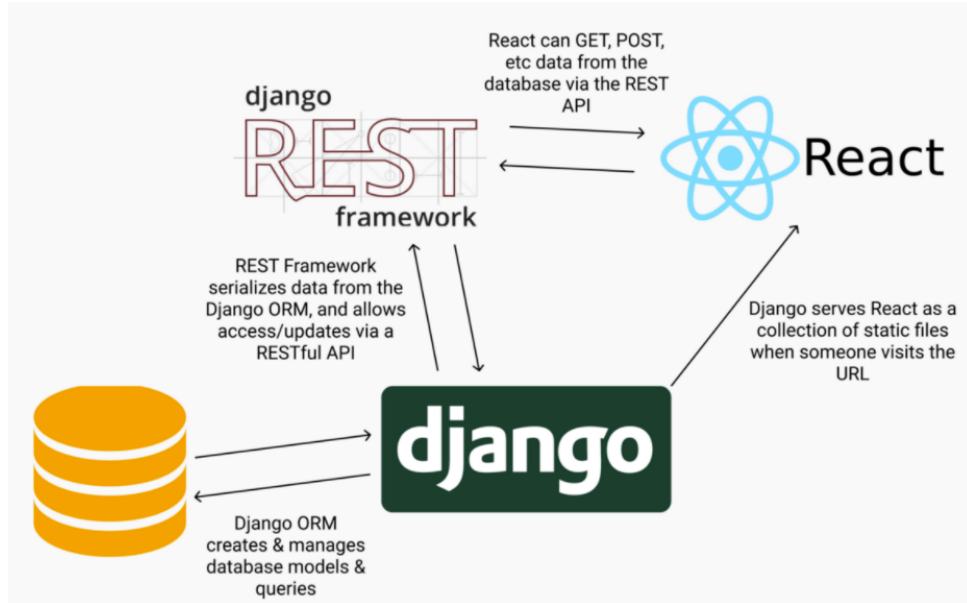 React can GET, POST,
etc data from the
database via the REST
API
django
REST
framework
React
REST Framework
serializes data from the
Django ORM, and allows
access/updates via a
RESTful API
Django serves React as a
collection of static files
when someone visits the
URL
django
Django ORM
creates & manages
database models &
queries